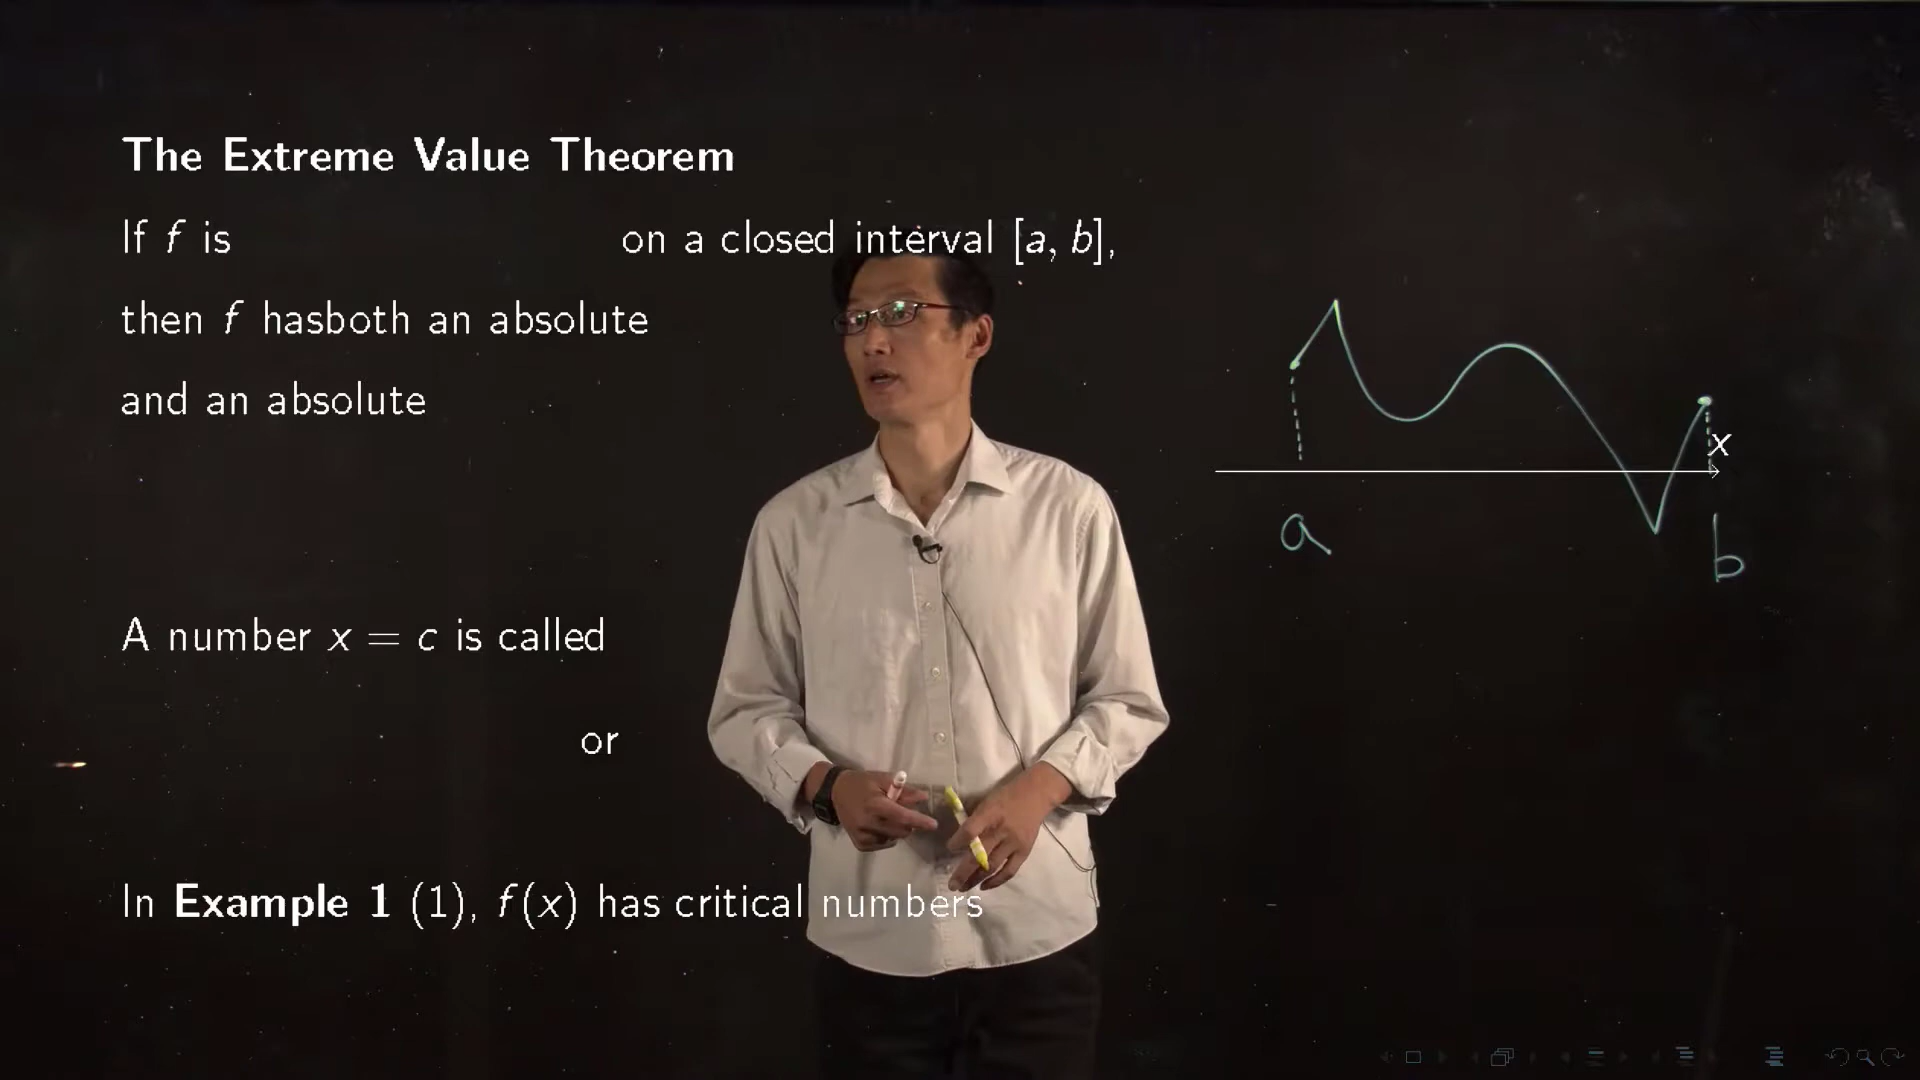 The Extreme Value Theorem
If f is on a closed interval [a, b],
then f hasboth an absolute
and an absolute
x
a
b
A number x = c is called
or
In Example 1 (1), f(x) has critical numbers